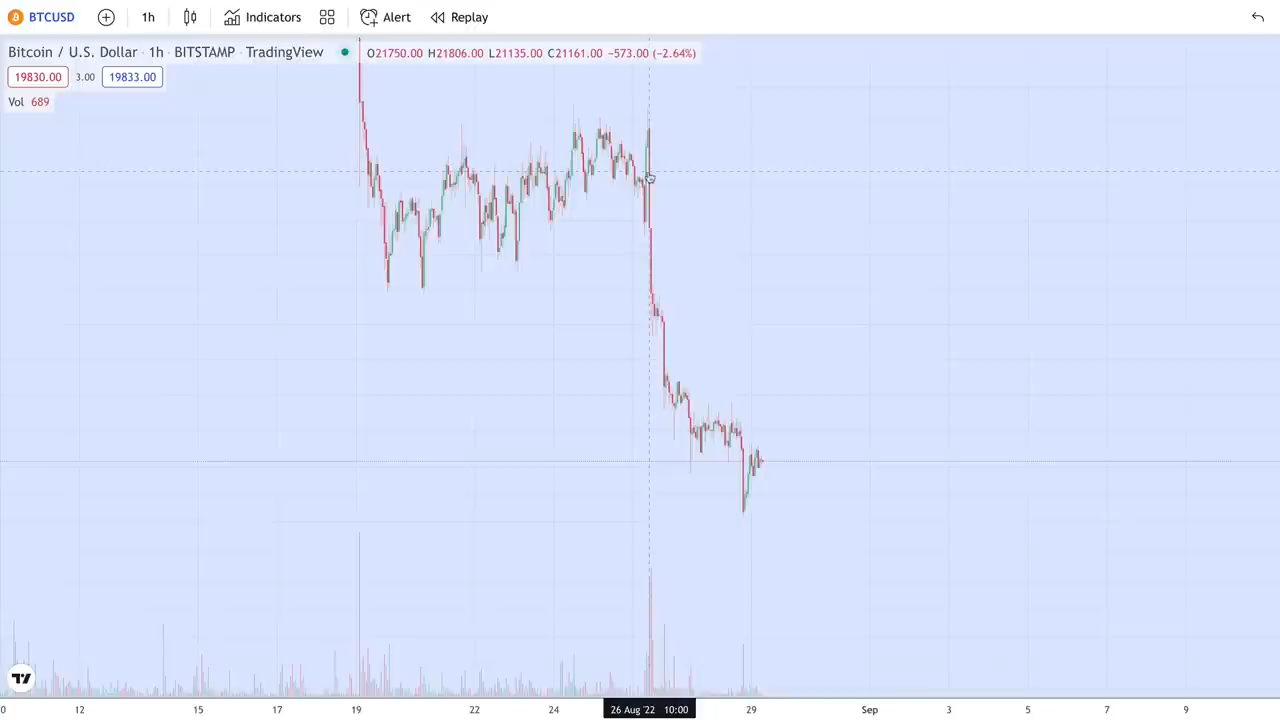 BTCUSD 1h Indicators Alert Replay
Bitcoin / U.S. Dollar · 1h · BITSTAMP · TradingView O21750.00 H21806.00 L21135.00 C21161.00 −573.00 (−2.64%)
19830.00 3.00 19833.00
Vol 689
0 12 15 17 19 22 24 26 Aug '22 10:00 29 Sep 3 5 7 9